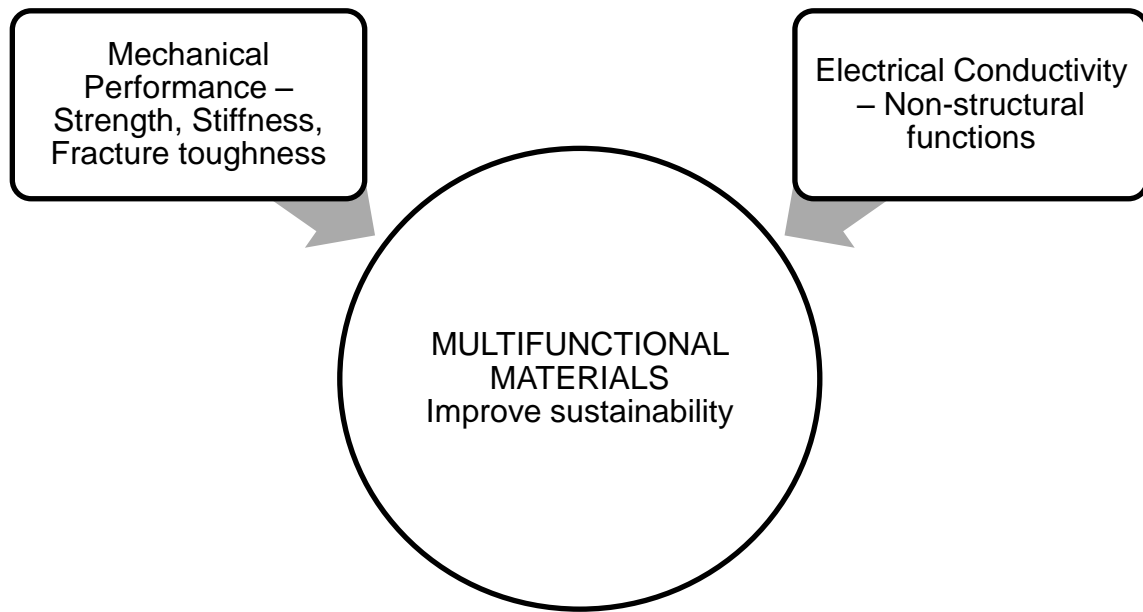 Mechanical
Performance –
Strength, Stiffness,
Fracture toughness
Electrical Conductivity
– Non-structural
functions
MULTIFUNCTIONAL
MATERIALS
Improve sustainability